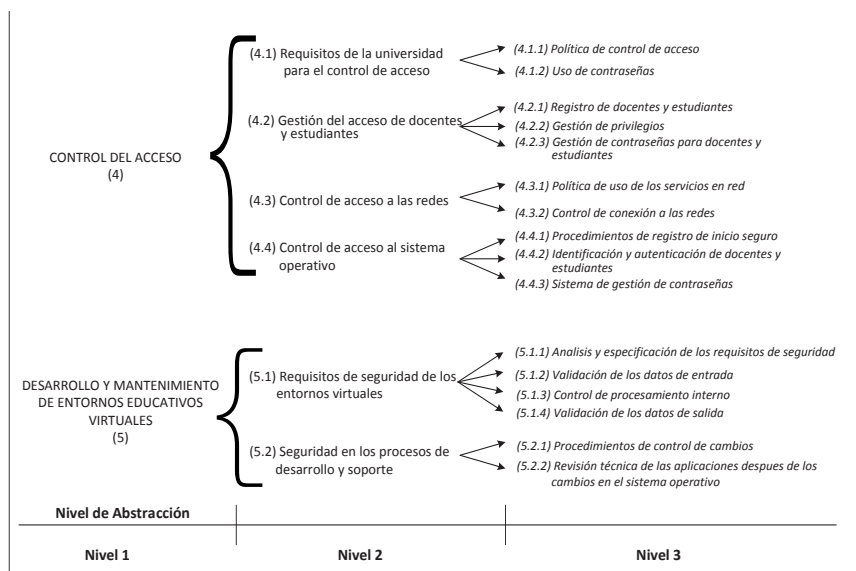 CONTROL DEL ACCESO
(4)
(4.1) Requisitos de la universidad
para el control de acceso
(4.1.1) Política de control de acceso
(4.1.2) Uso de contraseñas
(4.2) Gestión del acceso de docentes
y estudiantes
(4.2.1) Registro de docentes y estudiantes
(4.2.2) Gestión de privilegios
(4.2.3) Gestión de contraseñas para docentes y
estudiantes
(4.3) Control de acceso a las redes
(4.3.1) Política de uso de los servicios en red
(4.3.2) Control de conexión a las redes
(4.4) Control de acceso al sistema
operativo
(4.4.1) Procedimientos de registro de inicio seguro
(4.4.2) Identificación y autenticación de docentes y
estudiantes
(4.4.3) Sistema de gestión de contraseñas
DESARROLLO Y MANTENIMIENTO
DE ENTORNOS EDUCATIVOS
VIRTUALES
(5)
(5.1) Requisitos de seguridad de los
entornos virtuales
(5.1.1) Analisis y especificación de los requisitos de seguridad
(5.1.2) Validación de los datos de entrada
(5.1.3) Control de procesamiento interno
(5.1.4) Validación de los datos de salida
(5.2) Seguridad en los procesos de
desarrollo y soporte
(5.2.1) Procedimientos de control de cambios
(5.2.2) Revisión técnica de las aplicaciones despues de los
cambios en el sistema operativo
Nivel de Abstracción
Nivel 1
Nivel 2
Nivel 3